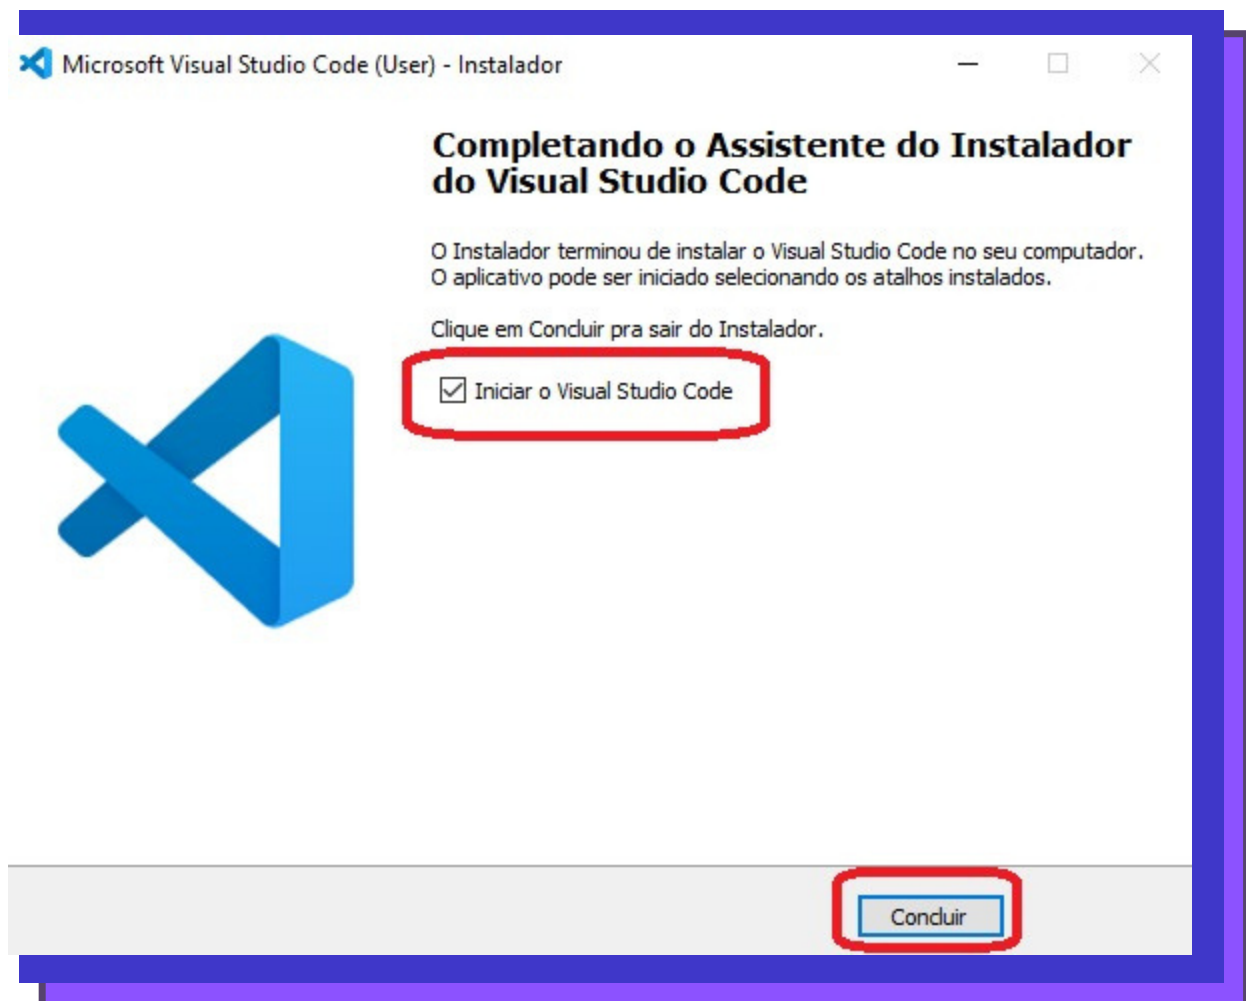 Microsoft Visual Studio Code (User) - Instalador
Completando o Assistente do Instalador
do Visual Studio Code
O Instalador terminou de instalar o Visual Studio Code no seu computador.
O aplicativo pode ser iniciado selecionando os atalhos instalados.
Clique em Concluir pra sair do Instalador.
Iniciar o Visual Studio Code
Concluir